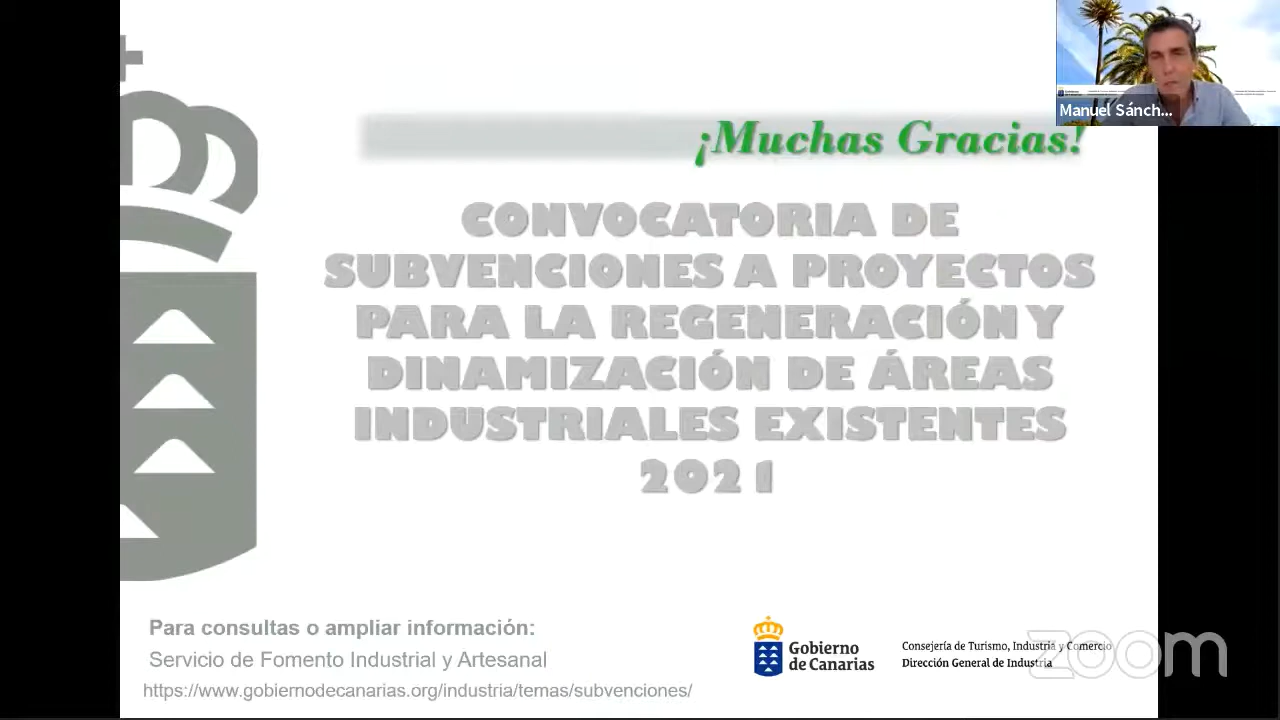 Manuel Sánch...
¡Muchas Gracias!
CONVOCATORIA DE
SUBVENCIONES A PROYECTOS
PARA LA REGENERACIÓN Y
DINAMIZACIÓN DE ÁREAS
INDUSTRIALES EXISTENTES
2021
Para consultas o ampliar información:
Servicio de Fomento Industrial y Artesanal
https://www.gobiernodecanarias.org/industria/temas/subvenciones/
Gobierno
de Canarias
Consejería de Turismo, Industria y Comercio
Dirección General de Industria
zoom